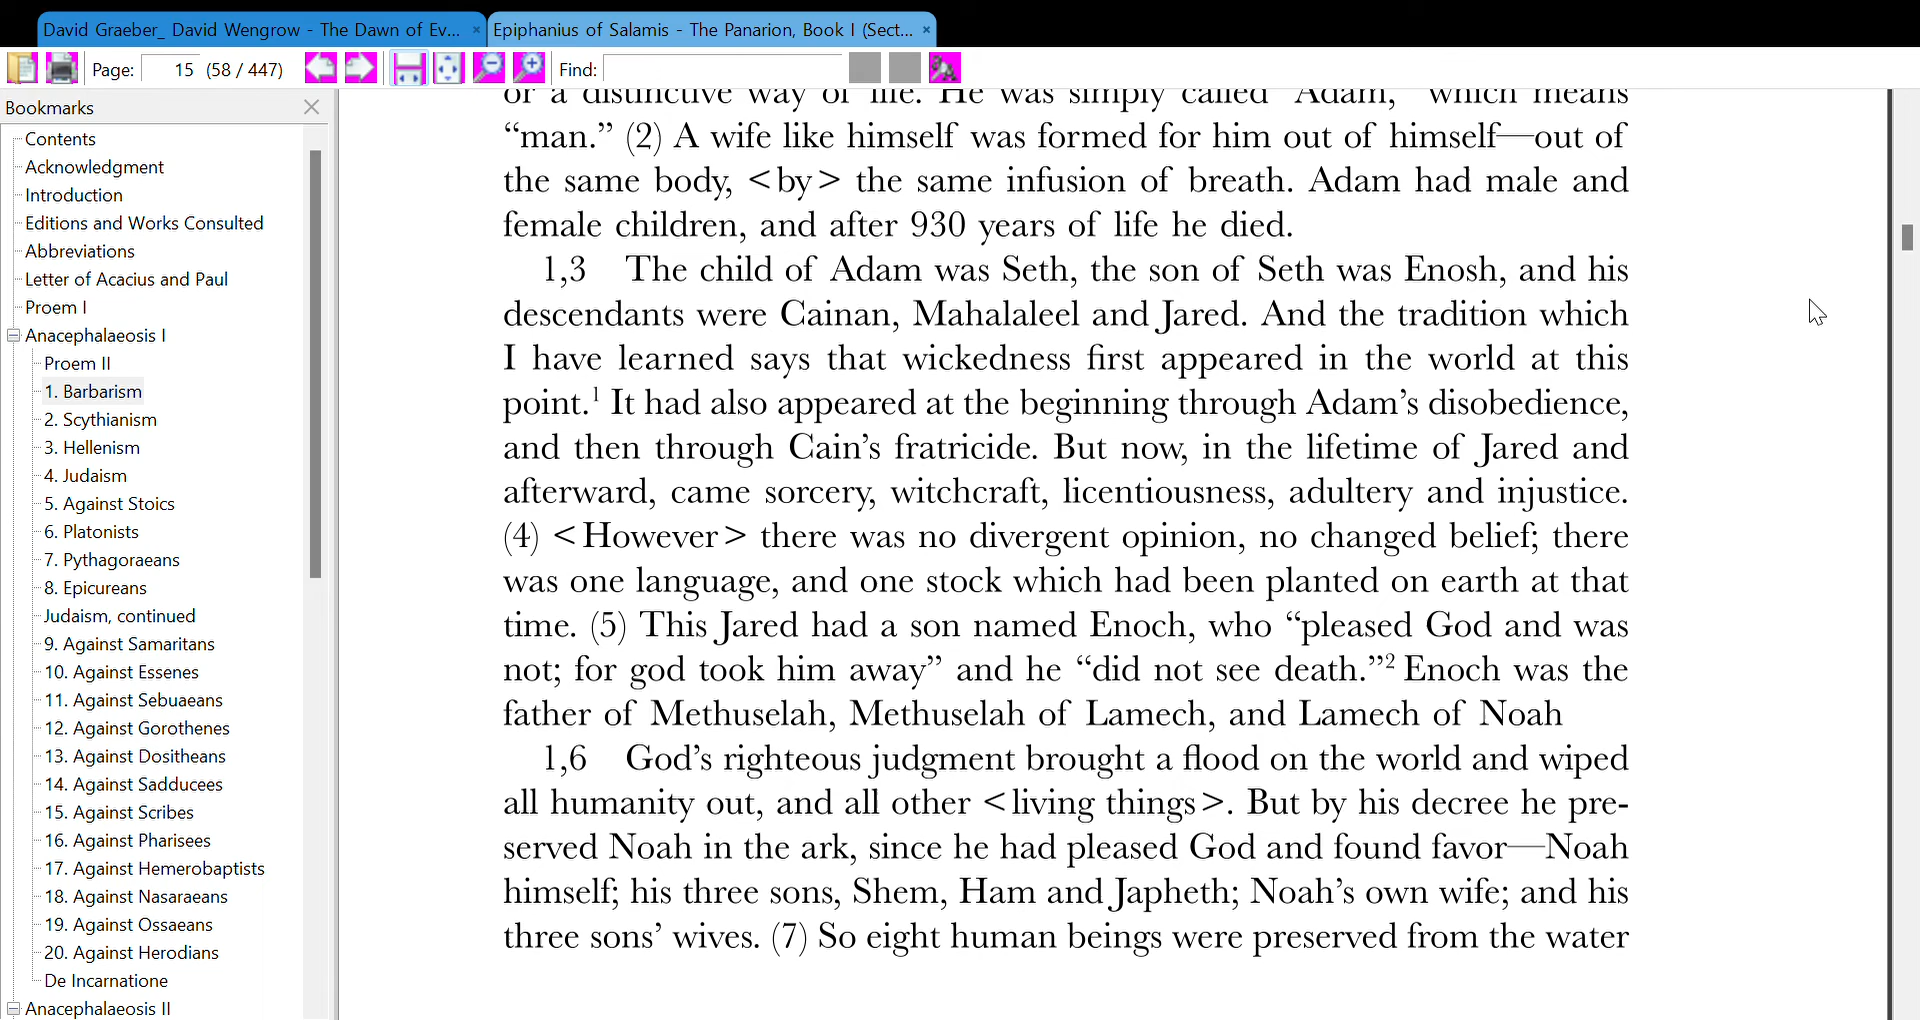 David Graeber_ David Wengrow - The Dawn of Ev... ×
Epiphanius of Salamis - The Panarion, Book I (Sect... ×
Page: 15 (58 / 447)
Find:
Bookmarks
Contents
Acknowledgment
Introduction
Editions and Works Consulted
Abbreviations
Letter of Acacius and Paul
Proem I
Anacephalaeosis I
Proem II
1. Barbarism
2. Scythianism
3. Hellenism
4. Judaism
5. Against Stoics
6. Platonists
7. Pythagoraeans
8. Epicureans
Judaism, continued
9. Against Samaritans
10. Against Essenes
11. Against Sebuaeans
12. Against Gorothenes
13. Against Dositheans
14. Against Sadducees
15. Against Scribes
16. Against Pharisees
17. Against Hemerobaptists
18. Against Nasaraeans
19. Against Ossaeans
20. Against Herodians
De Incarnatione
Anacephalaeosis II
or a distinctive way of life. He was simply called “Adam,” which means
“man.” (2) A wife like himself was formed for him out of himself—out of
the same body, <by> the same infusion of breath. Adam had male and
female children, and after 930 years of life he died.
1,3 The child of Adam was Seth, the son of Seth was Enosh, and his
descendants were Cainan, Mahalaleel and Jared. And the tradition which
I have learned says that wickedness first appeared in the world at this
point.1 It had also appeared at the beginning through Adam’s disobedience,
and then through Cain’s fratricide. But now, in the lifetime of Jared and
afterward, came sorcery, witchcraft, licentiousness, adultery and injustice.
(4) <However> there was no divergent opinion, no changed belief; there
was one language, and one stock which had been planted on earth at that
time. (5) This Jared had a son named Enoch, who “pleased God and was
not; for god took him away” and he “did not see death.”2 Enoch was the
father of Methuselah, Methuselah of Lamech, and Lamech of Noah
1,6 God’s righteous judgment brought a flood on the world and wiped
all humanity out, and all other <living things>. But by his decree he pre-
served Noah in the ark, since he had pleased God and found favor—Noah
himself; his three sons, Shem, Ham and Japheth; Noah’s own wife; and his
three sons’ wives. (7) So eight human beings were preserved from the water